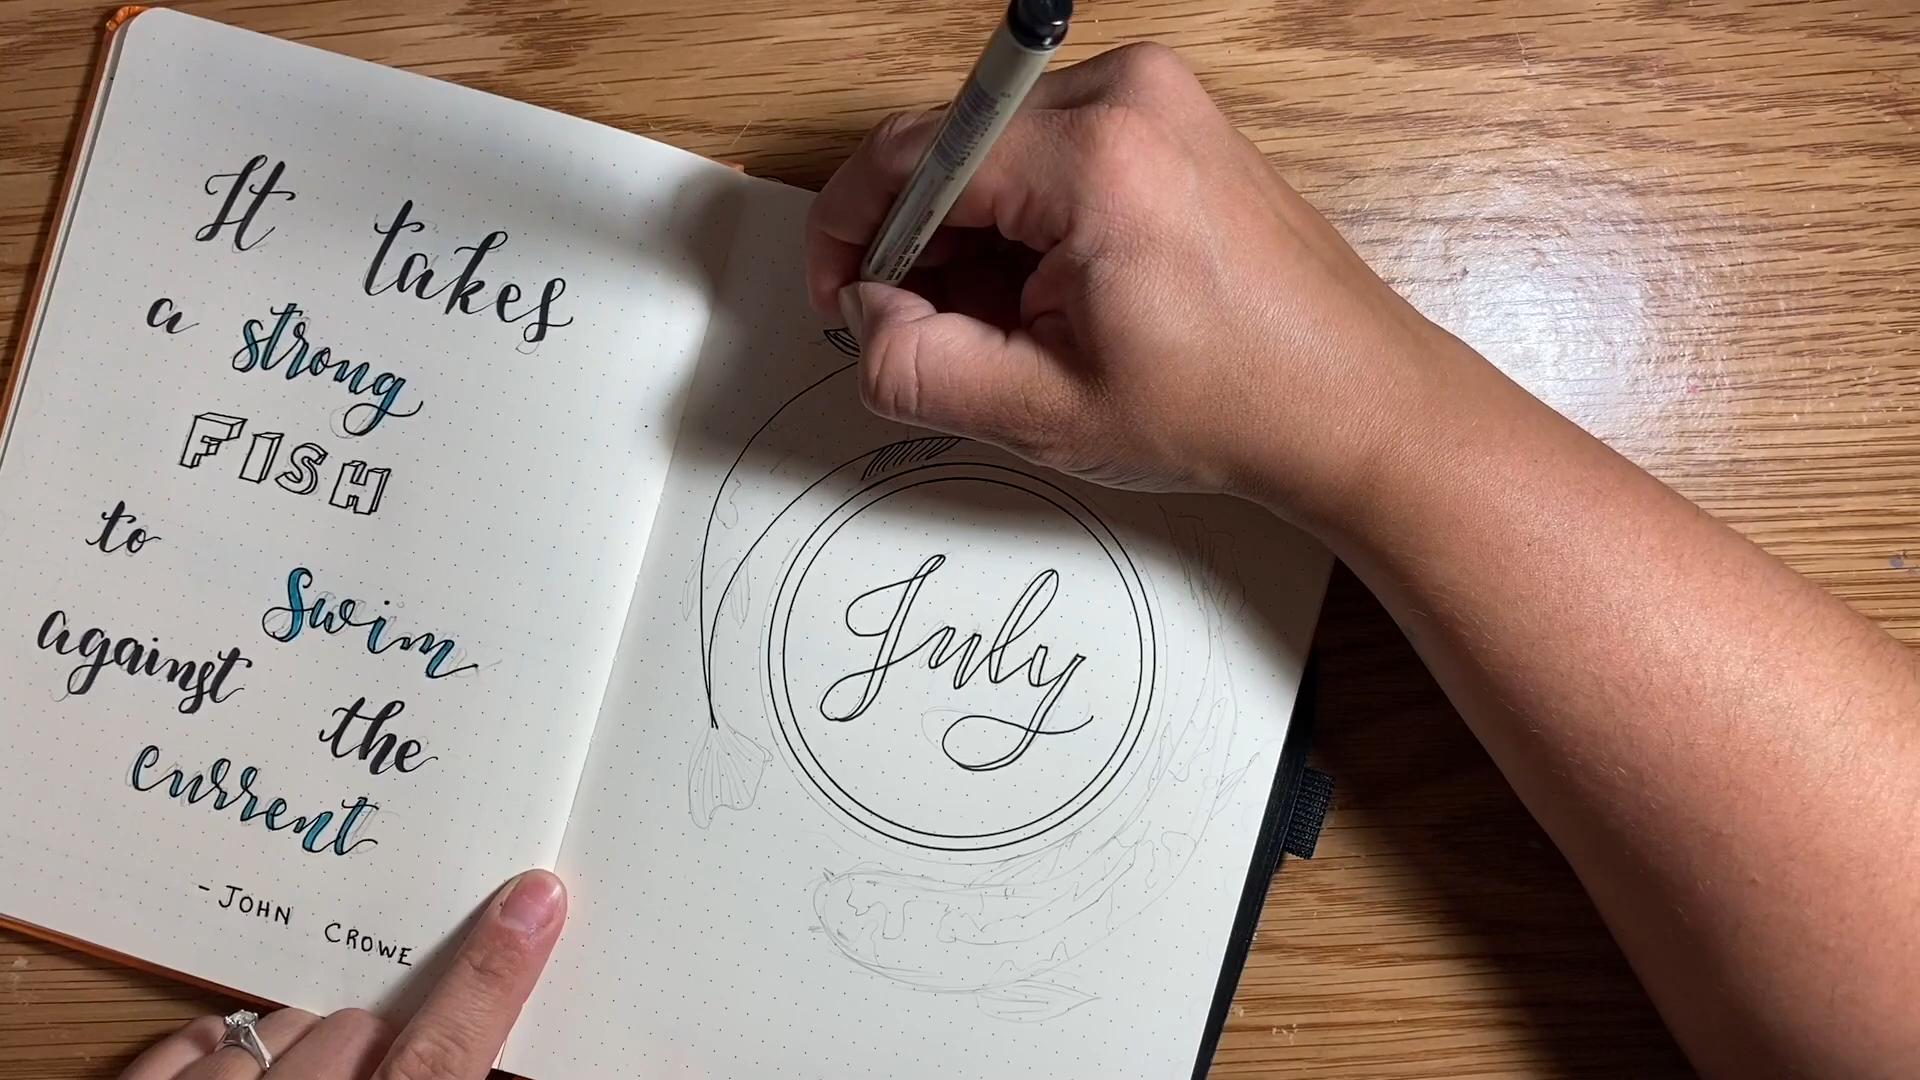 It takes
a strong
FISH
to swim
against the
current
- JOHN CROWE
July